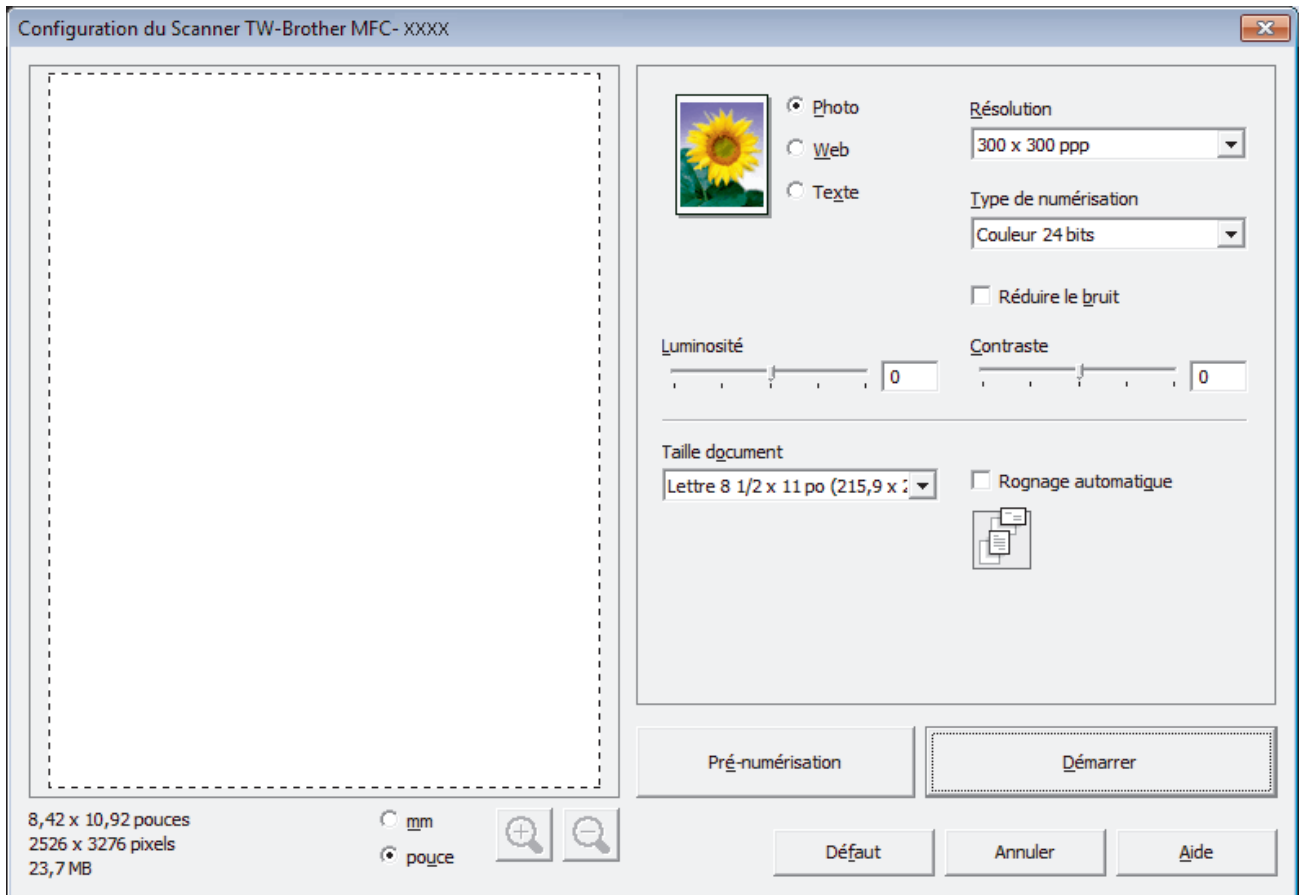 Configuration du Scanner TW-Brother MFC- XXXX
Photo
Web
Texte
Résolution
300 x 300 ppp
Type de numérisation
Couleur 24 bits
Réduire le bruit
Luminosité
0
Contraste
0
Taille document
Lettre 8 1/2 x 11 po (215,9 x 2
Rognage automatique
Pré-numérisation
Démarrer
8,42 x 10,92 pouces
2526 x 3276 pixels
23,7 MB
mm
pouce
Défaut
Annuler
Aide